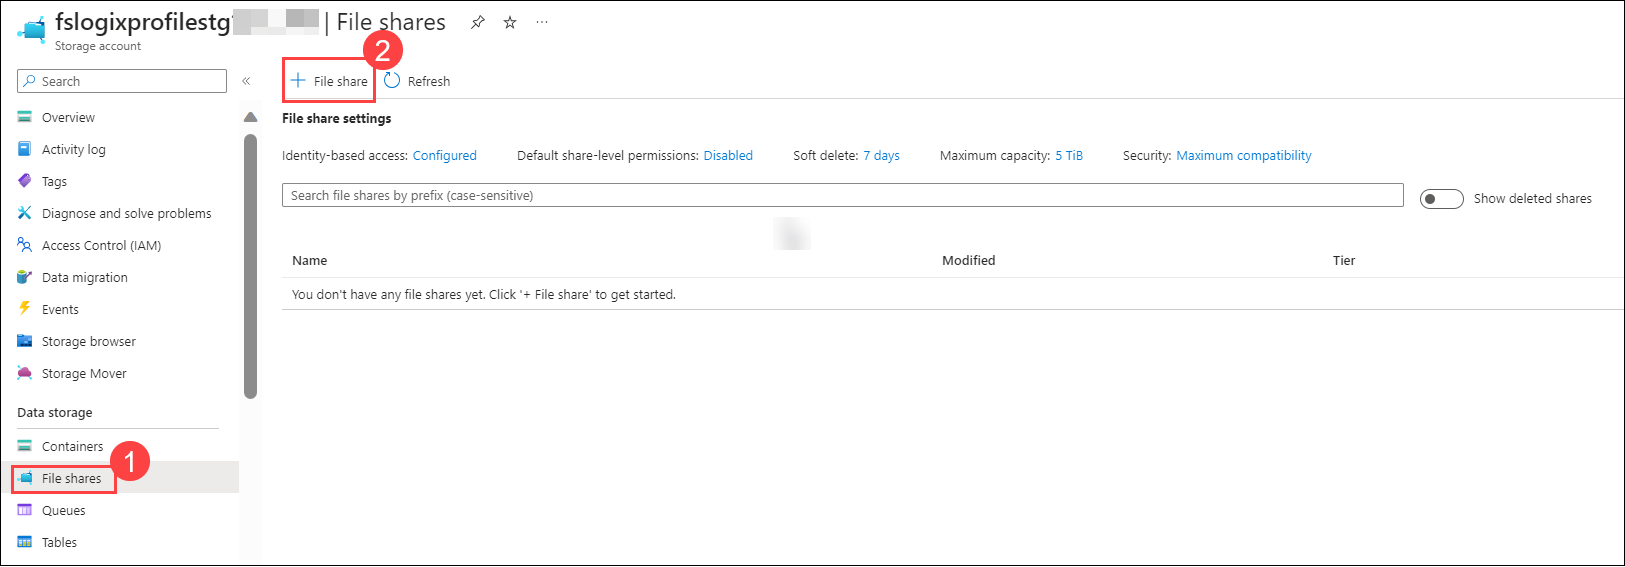 fslogixprofilestg | File shares ...
Storage account
2
Search «
+ File share Refresh
Overview
Activity log
Tags
Diagnose and solve problems
Access Control (IAM)
Data migration
Events
Storage browser
Storage Mover
Data storage
Containers
1
File shares
Queues
Tables
File share settings
Identity-based access: Configured Default share-level permissions: Disabled Soft delete: 7 days Maximum capacity: 5 TiB Security: Maximum compatibility
Search file shares by prefix (case-sensitive) Show deleted shares
Name Modified Tier
You don't have any file shares yet. Click '+ File share' to get started.